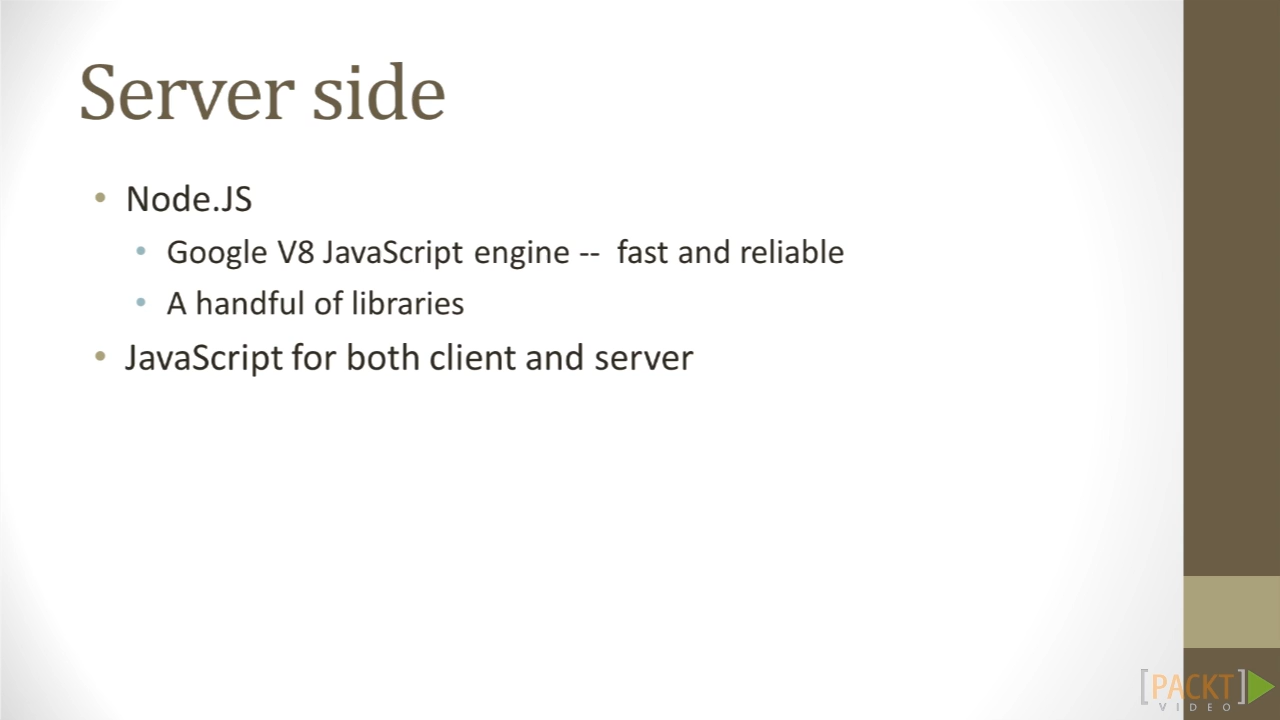 Server side
• Node.JS
• Google V8 JavaScript engine --  fast and reliable
• A handful of libraries
• JavaScript for both client and server
[PACKT]
VIDEO